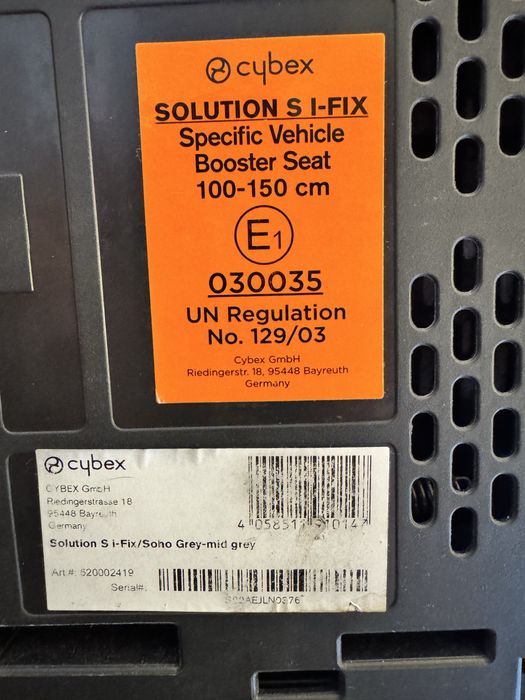 cybex
SOLUTION S I-FIX
Specific Vehicle
Booster Seat
100-150 cm
E1
030035
UN Regulation
No. 129/03
Cybex GmbH
Riedingerstr. 18, 95448 Bayreuth
Germany
cybex
CYBEX GmbH
Riedingerstrasse 18
95448 Bayreuth
Germany
Solution S i-Fix/Soho Grey-mid grey
Art.#: 520002419
Serial#: